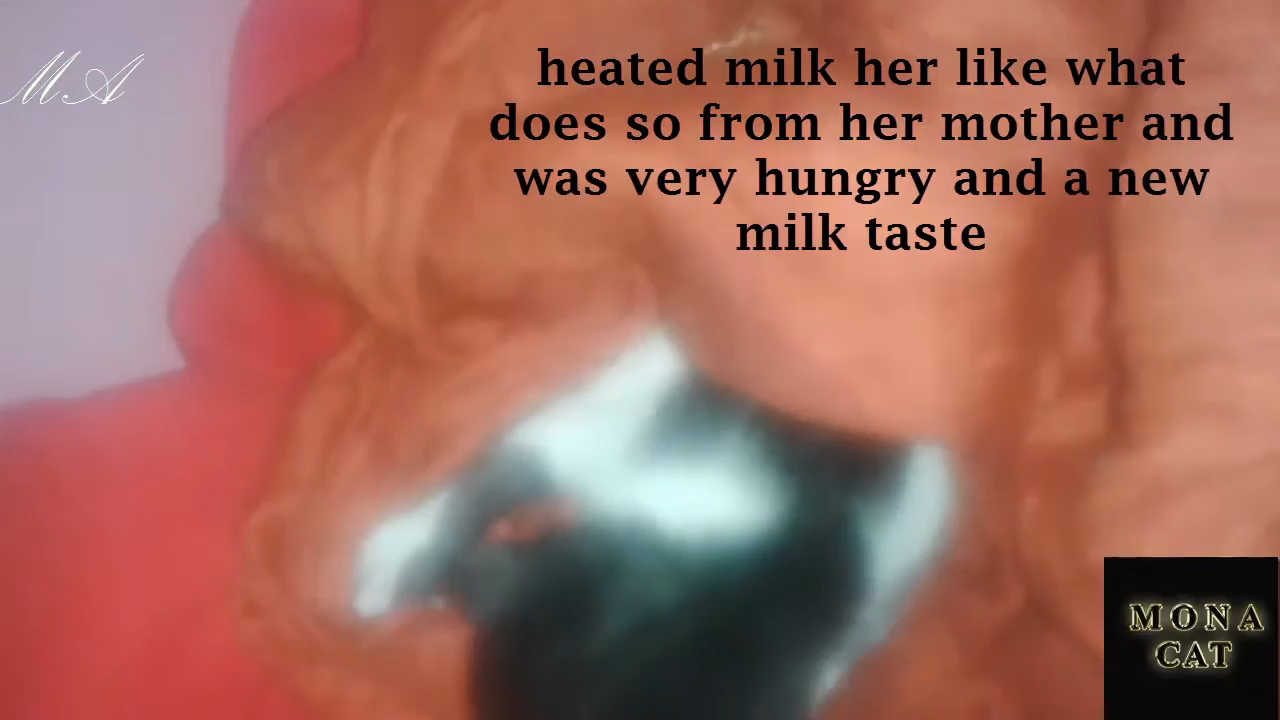 MA
heated milk her like what
does so from her mother and
was very hungry and a new
milk taste
MONA
CAT